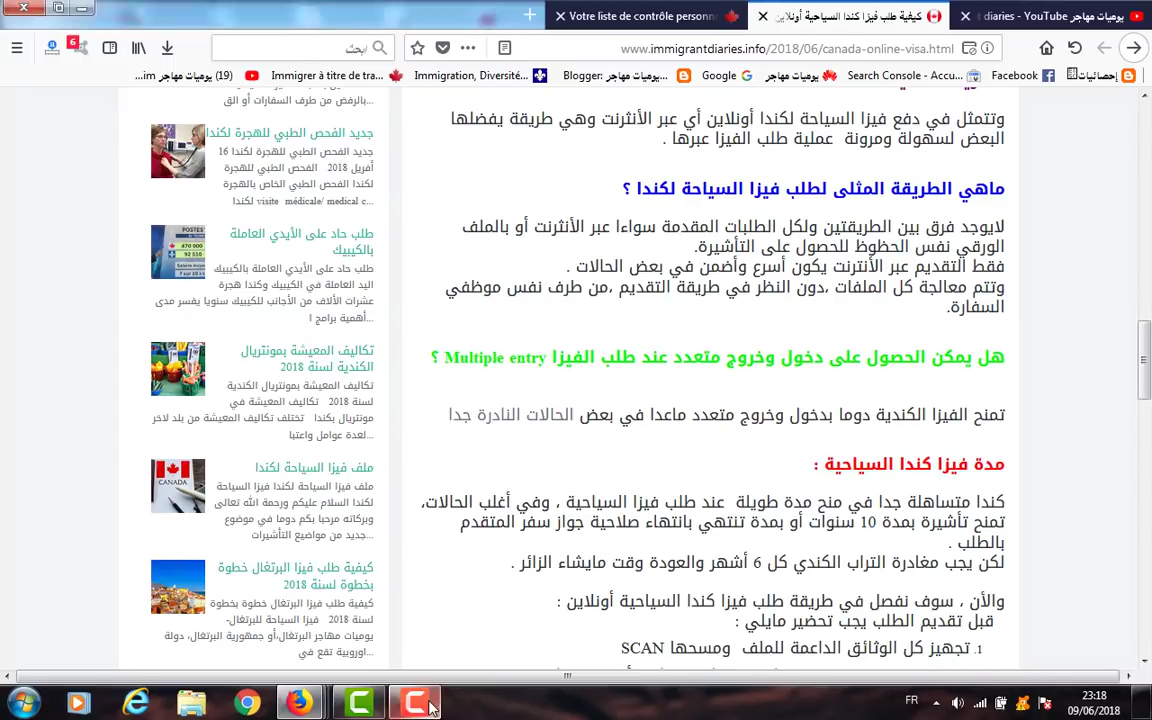 يوميات مهاجر diaries - YouTube
كيفية طلب فيزا كندا السياحية أونلاين
Votre liste de contrôle personn
www.immigrantdiaries.info/2018/06/canada-online-visa.html
ابحث
6
إحصائيات
Facebook
Search Console - Accu...
يوميات مهاجر
Google
Blogger: يوميات مهاجر...
Immigration, Diversité...
Immigrer à titre de tra...
(19) يوميات مهاجر im...
وتتمثل في دفع فيزا السياحة لكندا أونلاين أي عبر الأنثرنت وهي طريقة يفضلها
البعض لسهولة ومرونة عملية طلب الفيزا عبرها .
ماهي الطريقة المثلى لطلب فيزا السياحة لكندا ؟
لايوجد فرق بين الطريقتين ولكل الطلبات المقدمة سواءا عبر الأنثرنت أو بالملف
الورقي نفس الحظوظ للحصول على التأشيرة.
فقط التقديم عبر الأنترنت يكون أسرع وأضمن في بعض الحالات .
وتتم معالجة كل الملفات ،دون النظر في طريقة التقديم ،من طرف نفس موظفي
السفارة.
هل يمكن الحصول على دخول وخروج متعدد عند طلب الفيزا Multiple entry ؟
تمنح الفيزا الكندية دوما بدخول وخروج متعدد ماعدا في بعض الحالات النادرة جدا
مدة فيزا كندا السياحية :
كندا متساهلة جدا في منح مدة طويلة عند طلب فيزا السياحية ، وفي أغلب الحالات،
تمنح تأشيرة بمدة 10 سنوات أو بمدة تنتهي بانتهاء صلاحية جواز سفر المتقدم
بالطلب .
لكن يجب مغادرة التراب الكندي كل 6 أشهر والعودة وقت مايشاء الزائر .
والأن ، سوف نفصل في طريقة طلب فيزا كندا السياحية أونلاين :
قبل تقديم الطلب يجب تحضير مايلي :
1. تجهيز كل الوثائق الداعمة للملف ومسحها SCAN
بالرفض من طرف السفارات أو الق...
جديد الفحص الطبي للهجرة لكندا
جديد الفحص الطبي للهجرة لكندا 16
أفريل 2018 الفحص الطبي للهجرة
لكندا الفحص الطبي الخاص بالهجرة
لكندا visite médicale/ medical c...
طلب حاد على الأيدي العاملة
بالكيبيك
طلب حاد على الأيدي العاملة بالكيبيك
اليد العاملة في الكيبيك وكندا هجرة
عشرات الألاف من الأجانب للكيبيك سنويا يفسر مدى
أهمية برامج ا...
تكاليف المعيشة بمونتريال
الكندية لسنة 2018
تكاليف المعيشة بمونتريال الكندية
لسنة 2018 تكاليف المعيشة في
مونتريال بكندا تختلف تكاليف المعيشة من بلد لاخر
لعدة عوامل واعتبا...
ملف فيزا السياحة لكندا
ملف فيزا السياحة لكندا فيزا السياحة
لكندا السلام عليكم ورحمة الله تعالى
وبركاته مرحبا بكم دوما في موضوع
جديد من مواضيع التأشيرات...
كيفية طلب فيزا البرتغال خطوة
بخطوة لسنة 2018
كيفية طلب فيزا البرتغال خطوة بخطوة
لسنة 2018 فيزا السياحة للبرتغال-
يوميات مهاجر البرتغال،أو جمهورية البرتغال، دولة
اوروبية تقع في...
POSTES
870 000
92 510
CANADA
FR
23:18
09/06/2018